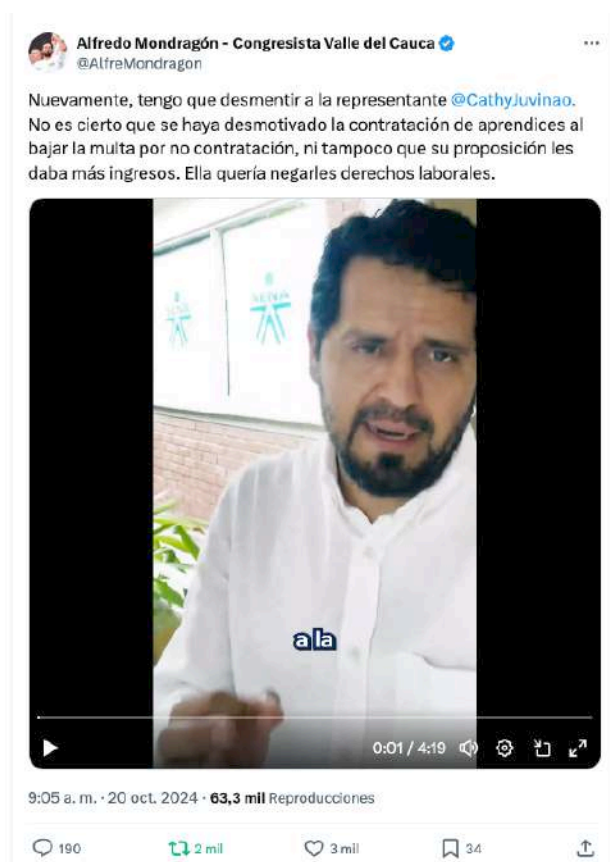 Alfredo Mondragón - Congresista Valle del Cauca
@AlfreMondragon
Nuevamente, tengo que desmentir a la representante @CathyJuvinao.
No es cierto que se haya desmotivado la contratación de aprendices al
bajar la multa por no contratación, ni tampoco que su proposición les
daba más ingresos. Ella quería negarles derechos laborales.
a la
0:01 / 4:19
9:05 a. m. · 20 oct. 2024 · 63,3 mil Reproducciones
190
2 mil
3 mil
34